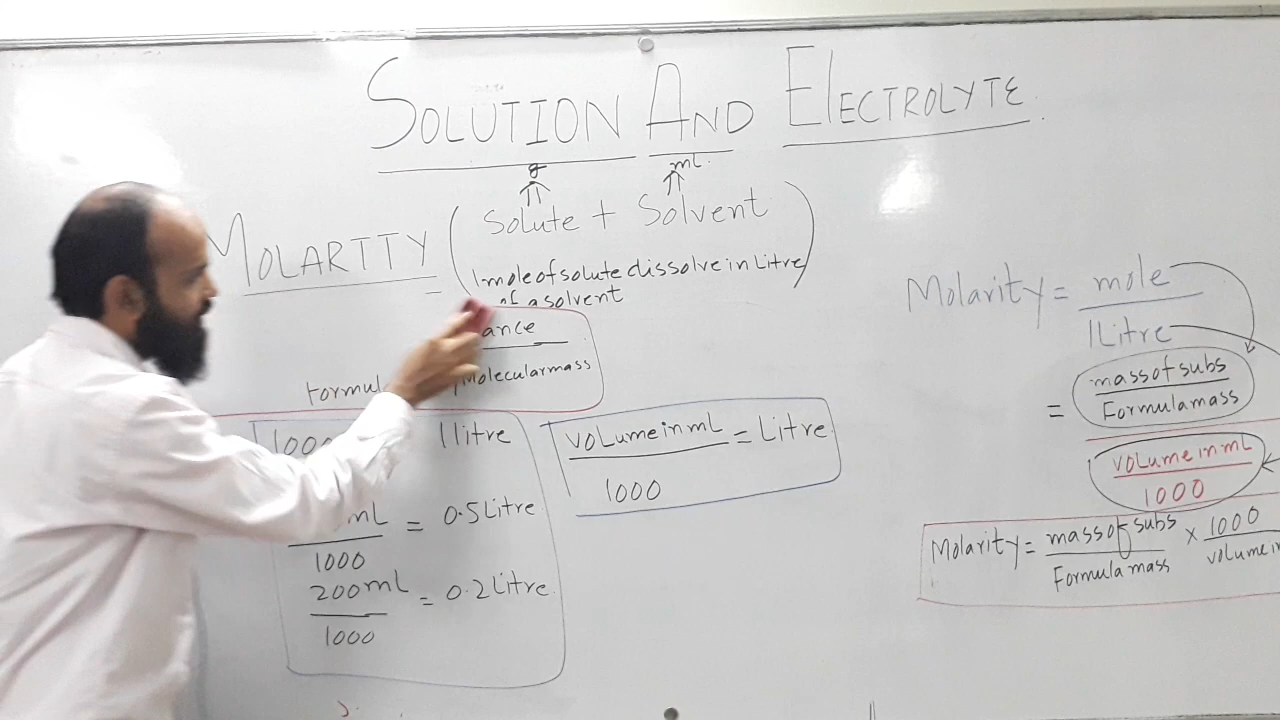 SOLUTION AND ELECTROLYTE
g ml.
MOLARTTY = (Solute + Solvent
1 mole of solute dissolve in Litre
of a solvent)
ance
Formul Molecular mass
1000 1 litre
mL = 0.5 Litre
1000
200 mL = 0.2 Litre.
1000
Volume in mL = Litre
1000
Molarity = mole
1 Litre
= mass of subs
Formula mass
volume in mL
1000
Molarity = mass of subs × 1000
Formula mass volume in